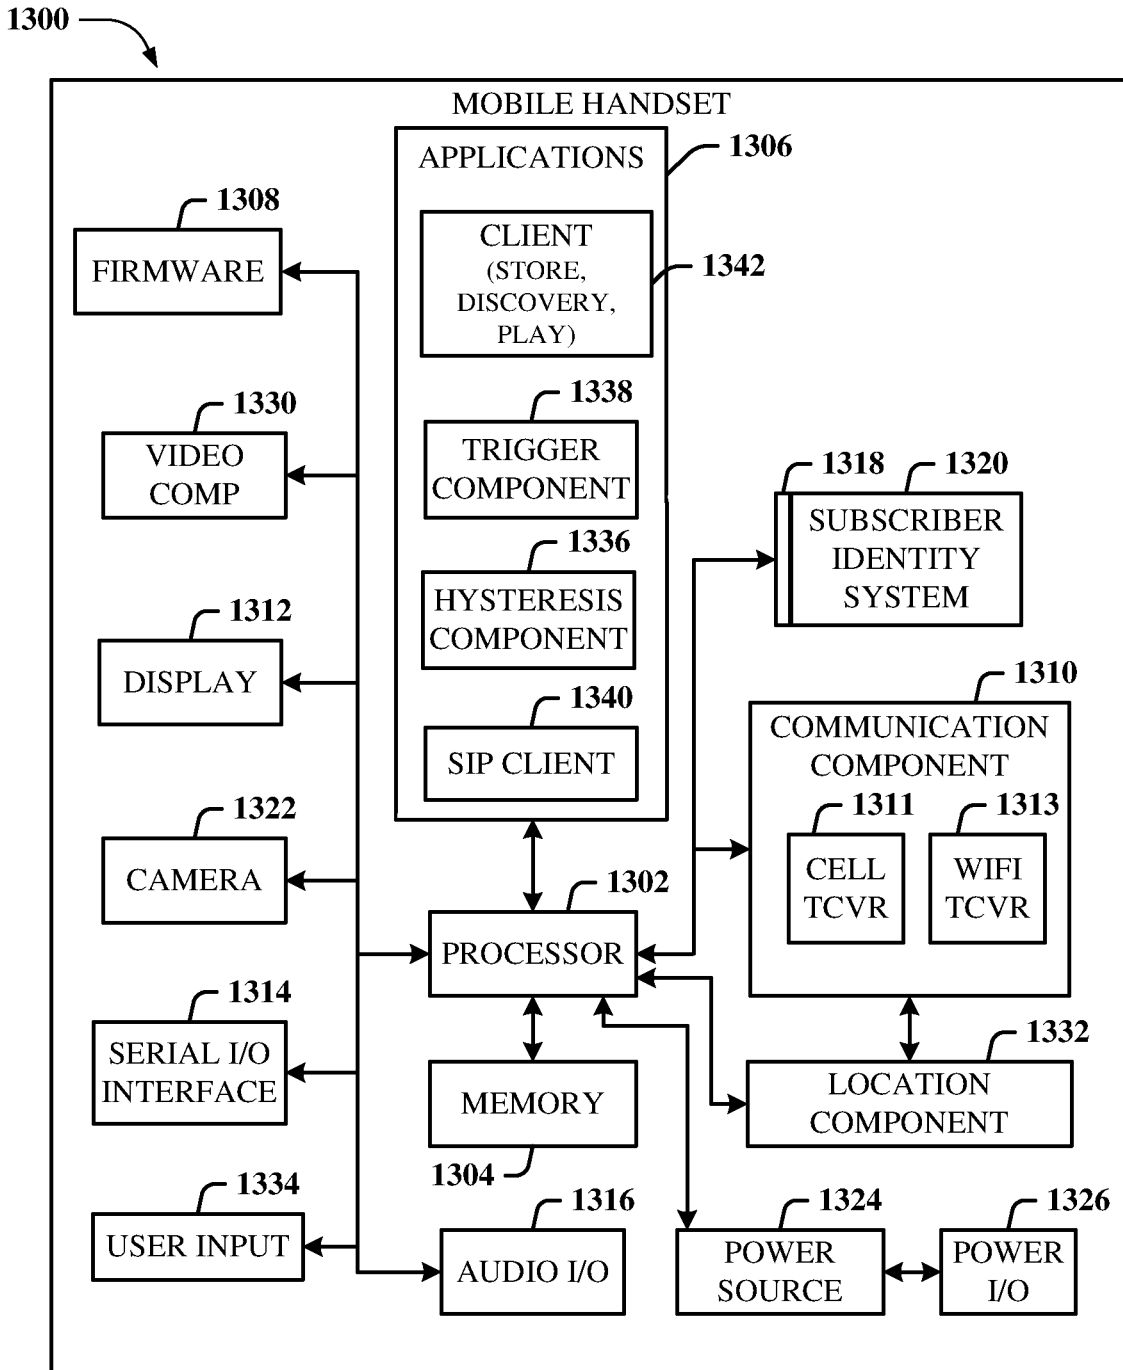 1300
MOBILE HANDSET
APPLICATIONS
1306
1308
FIRMWARE
CLIENT
(STORE,
DISCOVERY,
PLAY)
1342
1330
VIDEO
COMP
1338
TRIGGER
COMPONENT
1318
1320
SUBSCRIBER
IDENTITY
SYSTEM
1336
HYSTERESIS
COMPONENT
1312
DISPLAY
1340
SIP CLIENT
1310
COMMUNICATION
COMPONENT
1311
CELL
TCVR
1313
WIFI
TCVR
1322
CAMERA
1302
PROCESSOR
1314
SERIAL I/O
INTERFACE
MEMORY
1304
1332
LOCATION
COMPONENT
1334
USER INPUT
1316
AUDIO I/O
1324
POWER
SOURCE
1326
POWER
I/O